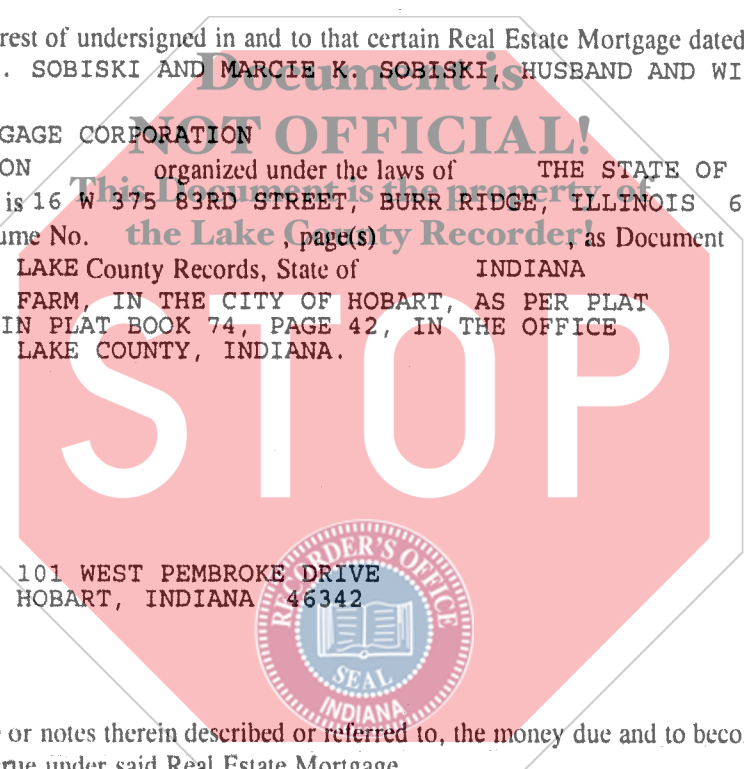 rest of undersigned in and to that certain Real Estate Mortgage dated
. SOBISKI AND MARCIE K. SOBISKI, HUSBAND AND WI
Document is
GAGE CORPORATION
NOT OFFICIAL!
ON organized under the laws of THE STATE OF
This Document is the property of
is 16 W 375 83RD STREET, BURR RIDGE, ILLINOIS 6
the Lake County Recorder!
ume No. , page(s) , as Document
LAKE County Records, State of INDIANA
FARM, IN THE CITY OF HOBART, AS PER PLAT
IN PLAT BOOK 74, PAGE 42, IN THE OFFICE
LAKE COUNTY, INDIANA.
STOP
101 WEST PEMBROKE DRIVE
HOBART, INDIANA 46342
RECORDER'S OFFICE
SEAL
INDIANA
or notes therein described or referred to, the money due and to beco
rue under said Real Estate Mortgage